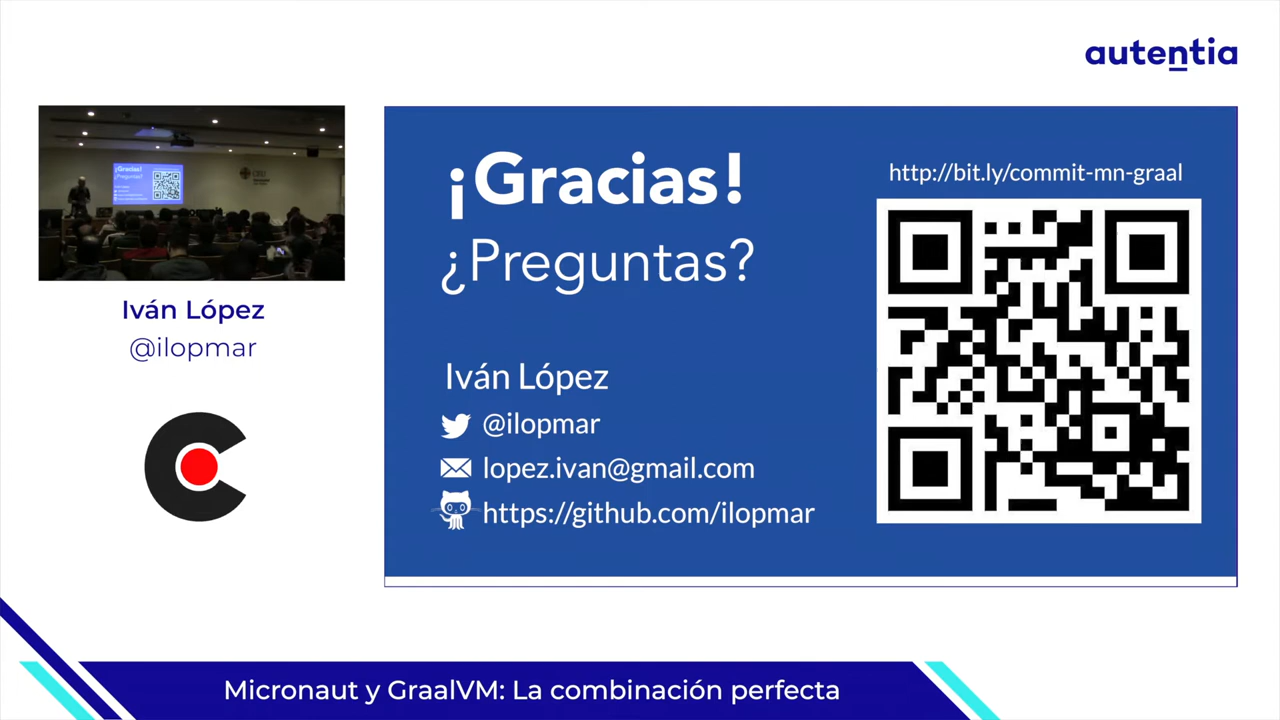 autentia
¡Gracias!
¿Preguntas?
http://bit.ly/commit-mn-graal
Iván López
@ilopmar
lopez.ivan@gmail.com
https://github.com/ilopmar
Iván López
@ilopmar
Micronaut y GraalVM: La combinación perfecta